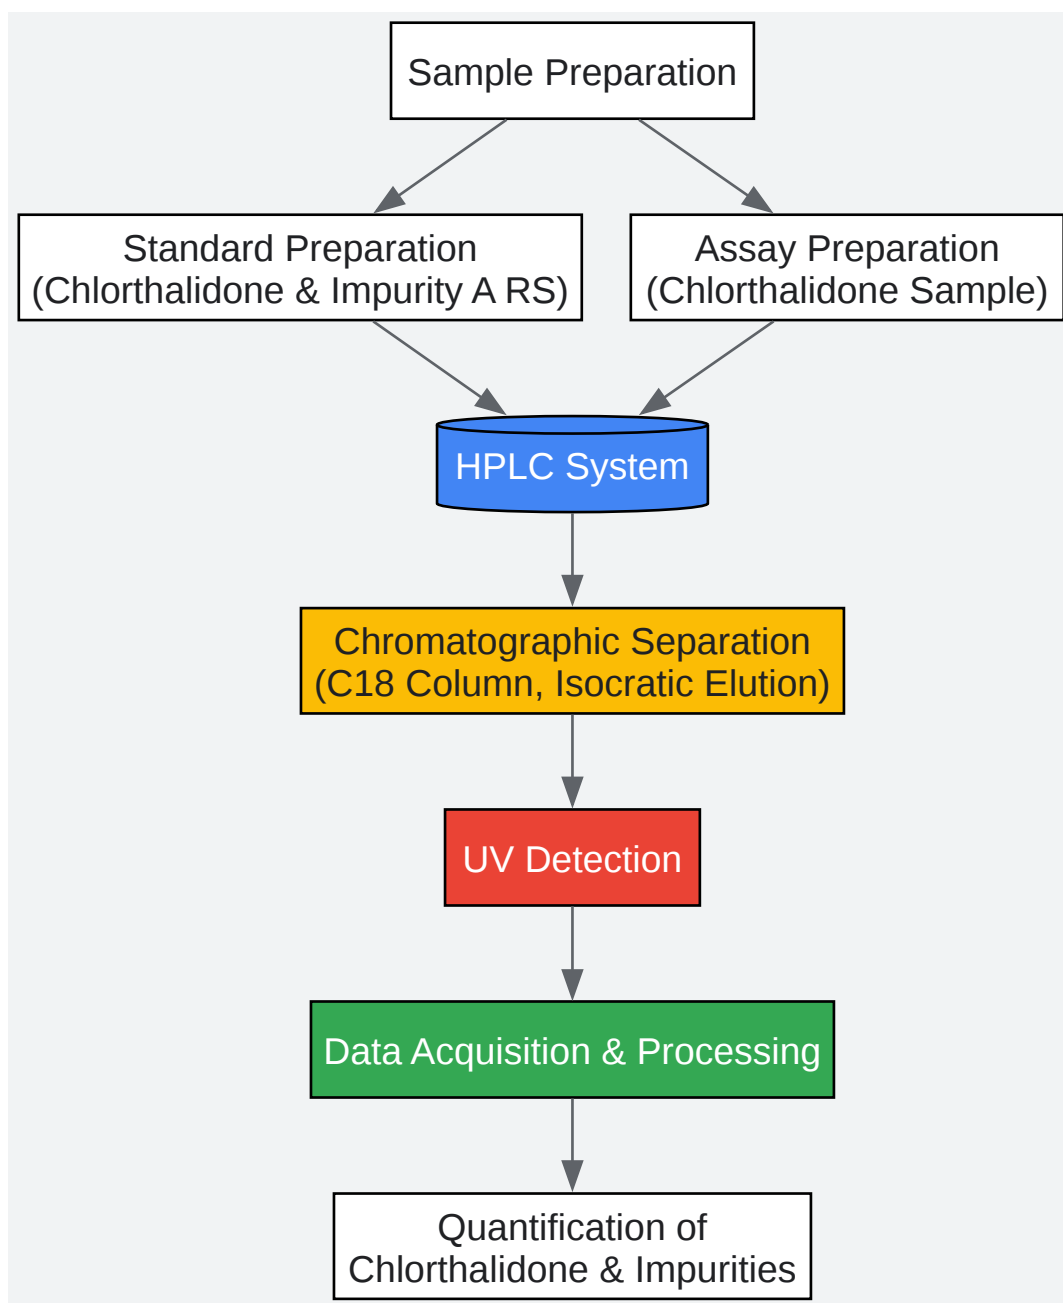 Sample Preparation
Standard Preparation
(Chlorthalidone & Impurity A RS)
Assay Preparation
(Chlorthalidone Sample)
HPLC System
Chromatographic Separation
(C18 Column, Isocratic Elution)
UV Detection
Data Acquisition & Processing
Quantification of
Chlorthalidone & Impurities